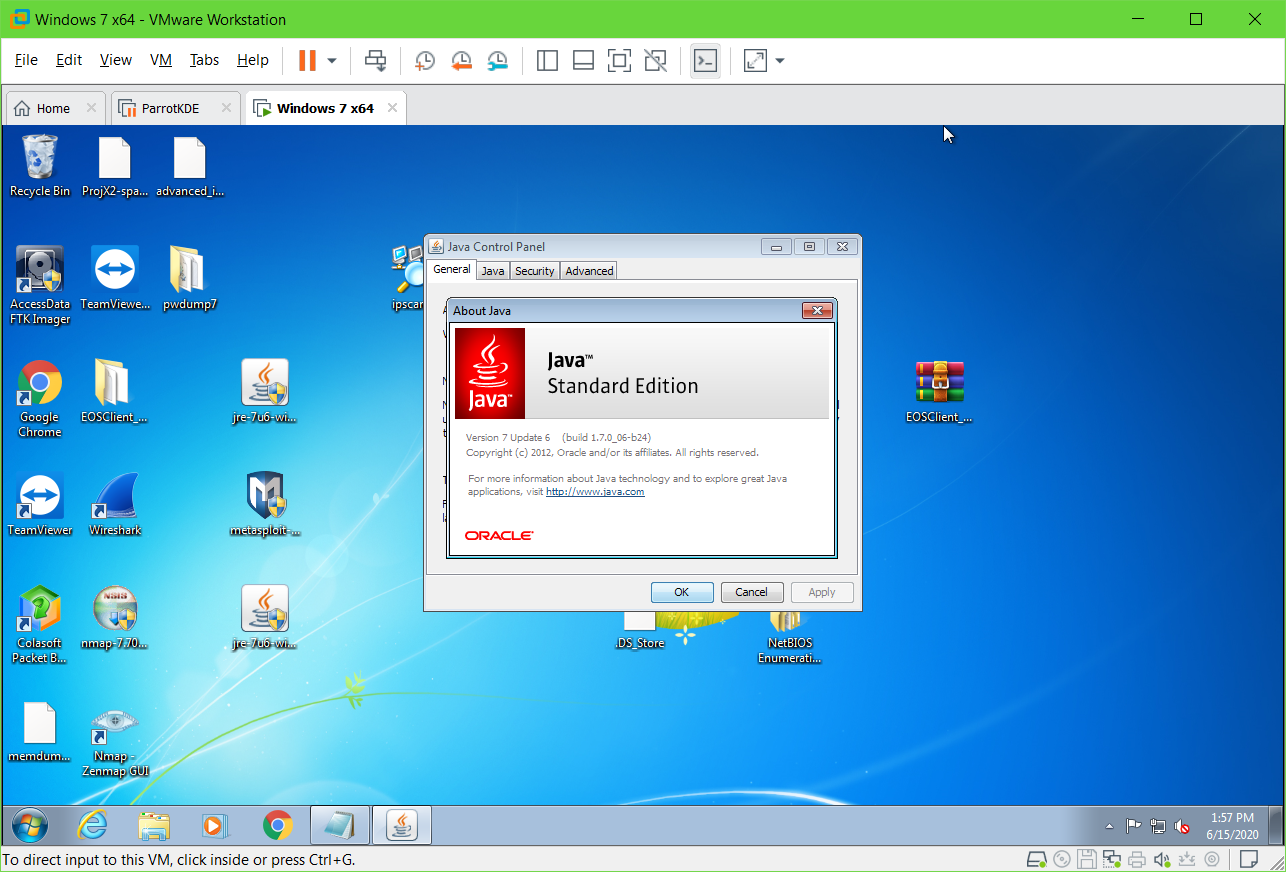 Windows 7 x64 - VMware Workstation
File Edit View VM Tabs Help
Home
ParrotKDE
Windows 7 x64
Recycle Bin
ProjX2-spa...
advanced_i...
AccessData
FTK Imager
TeamViewe...
pwdump7
ipscan
Google
Chrome
EOSClient_...
jre-7u6-wi...
EOSClient_...
TeamViewer
Wireshark
metasploit-...
Colasoft
Packet B...
NSIS
nmap-7.70...
jre-7u6-wi...
.DS_Store
NetBIOS
Enumerati...
memdum...
Nmap -
Zenmap GUI
Java Control Panel
General Java Security Advanced
About Java
Java™
Java™
Standard Edition
Version 7 Update 6 (build 1.7.0_06-b24)
Copyright (c) 2012, Oracle and/or its affiliates. All rights reserved.
For more information about Java technology and to explore great Java
applications, visit http://www.java.com
ORACLE
OK Cancel Apply
1:57 PM
6/15/2020
To direct input to this VM, click inside or press Ctrl+G.